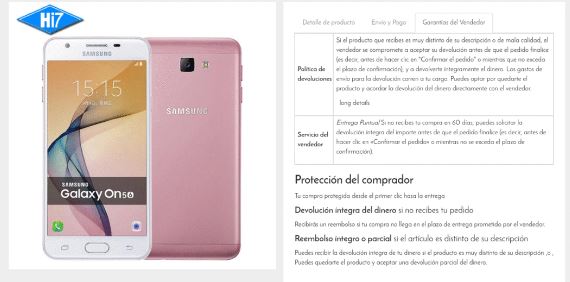 Hi7
15:15
SAMSUNG
SAMSUNG
Galaxy On5
Detalle de producto Envio y Pago Garantías del Vendedor
Política de devoluciones
Si el producto que recibes es muy distinto de su descripción o de mala calidad, el
vendedor se compromete a aceptar su devolución antes de que el pedido finalice
(es decir, antes de hacer clic en "Confirmar el pedido" o mientras que no exceda
el plazo de confirmación), y a devolverte íntegramente el dinero. Los gastos de
envío para la devolución corren a tu cargo. Puedes optar por quedarte el
producto y acordar la devolución del dinero directamente con el vendedor.
long details
Servicio del vendedor
Entrega Puntual Si no recibes tu compra en 60 días, puedes solicitar la
devolución íntegra del importe antes de que el pedido finalice (es decir, antes de
hacer clic en «Confirmar el pedido» o mientras no se exceda el plazo de
confirmación).
Protección del comprador
Tu compra protegida desde el primer clic hasta la entrega
Devolución íntegra del dinero si no recibes tu pedido
Recibirás un reembolso si tu compra no llega en el plazo de entrega prometido por el vendedor.
Reembolso íntegro o parcial si el artículo es distinto de su descripción
Puedes recibir la devolución íntegra de tu dinero si el producto es muy distinto de su descripción ,o ,
Puedes quedarte el producto y aceptar una devolución parcial del dinero.